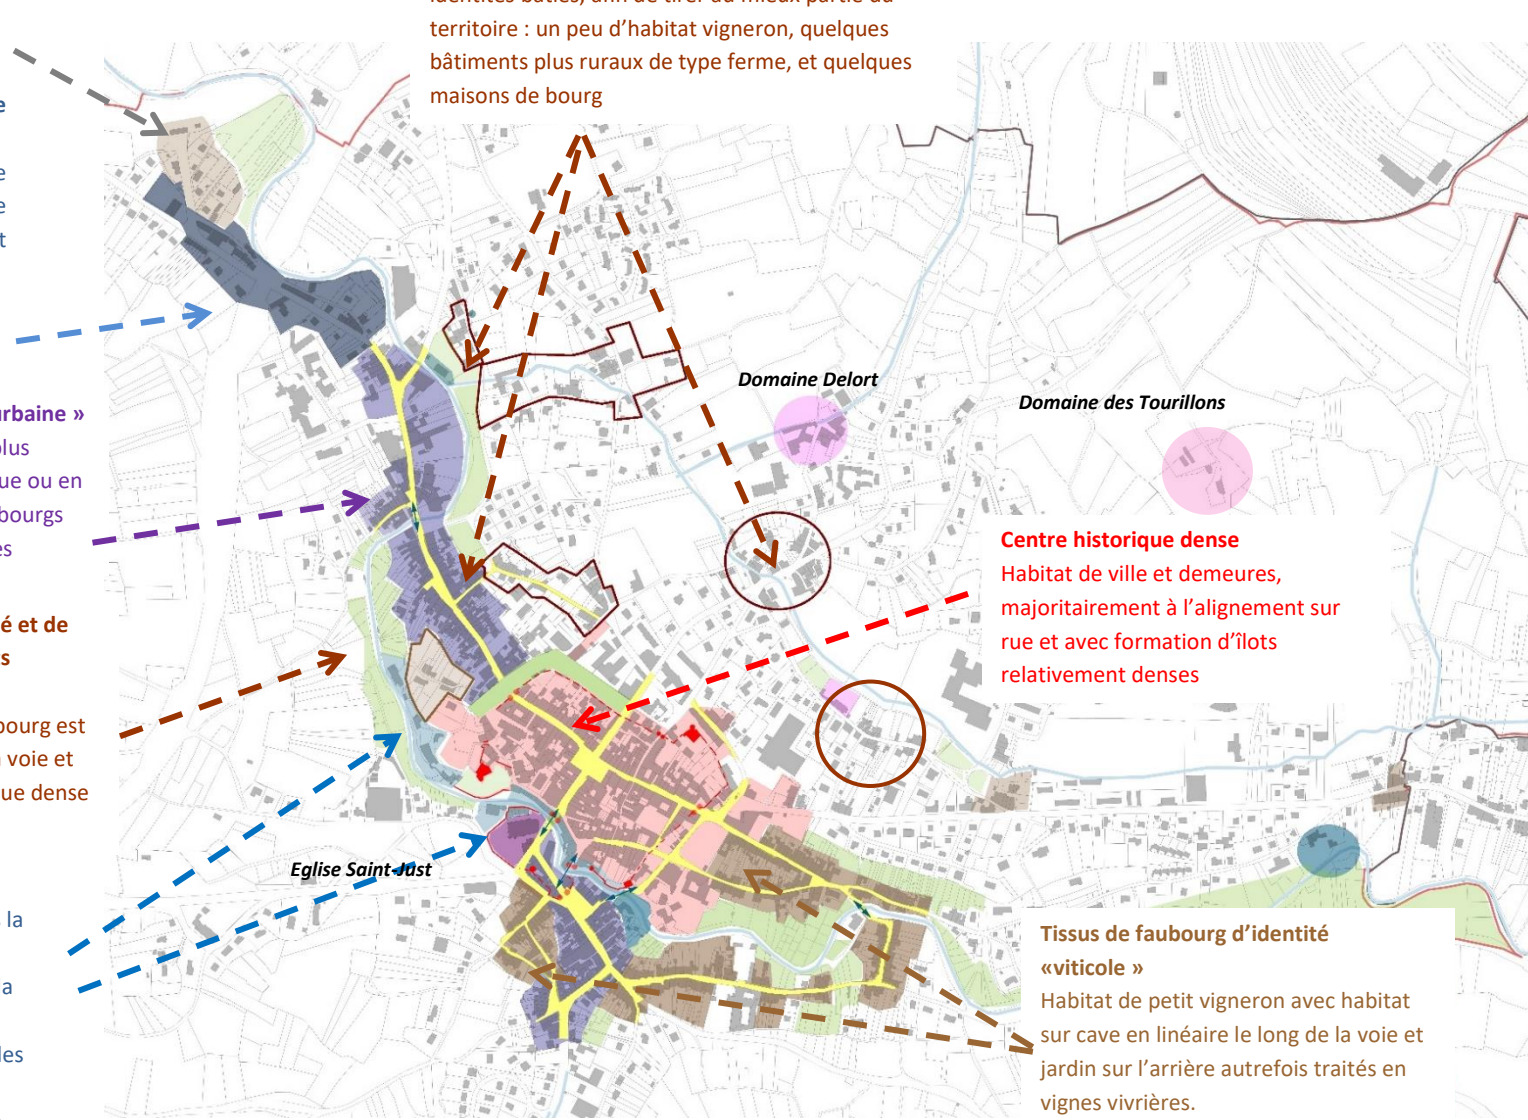 territoire : un peu d’habitat vigneron, quelques
bâtiments plus ruraux de type ferme, et quelques
maisons de bourg
e
e
e
t
Domaine Delort
Domaine des Tourillons
urbaine »
plus
que ou en
bourgs
es
Centre historique dense
Habitat de ville et demeures,
majoritairement à l’alignement sur
rue et avec formation d’îlots
relativement denses
é et de
s
bourg est
voie et
que dense
Eglise Saint-Just
la
a
les
Tissus de faubourg d’identité
«viticole »
Habitat de petit vigneron avec habitat
sur cave en linéaire le long de la voie et
jardin sur l’arrière autrefois traités en
vignes vivrières.